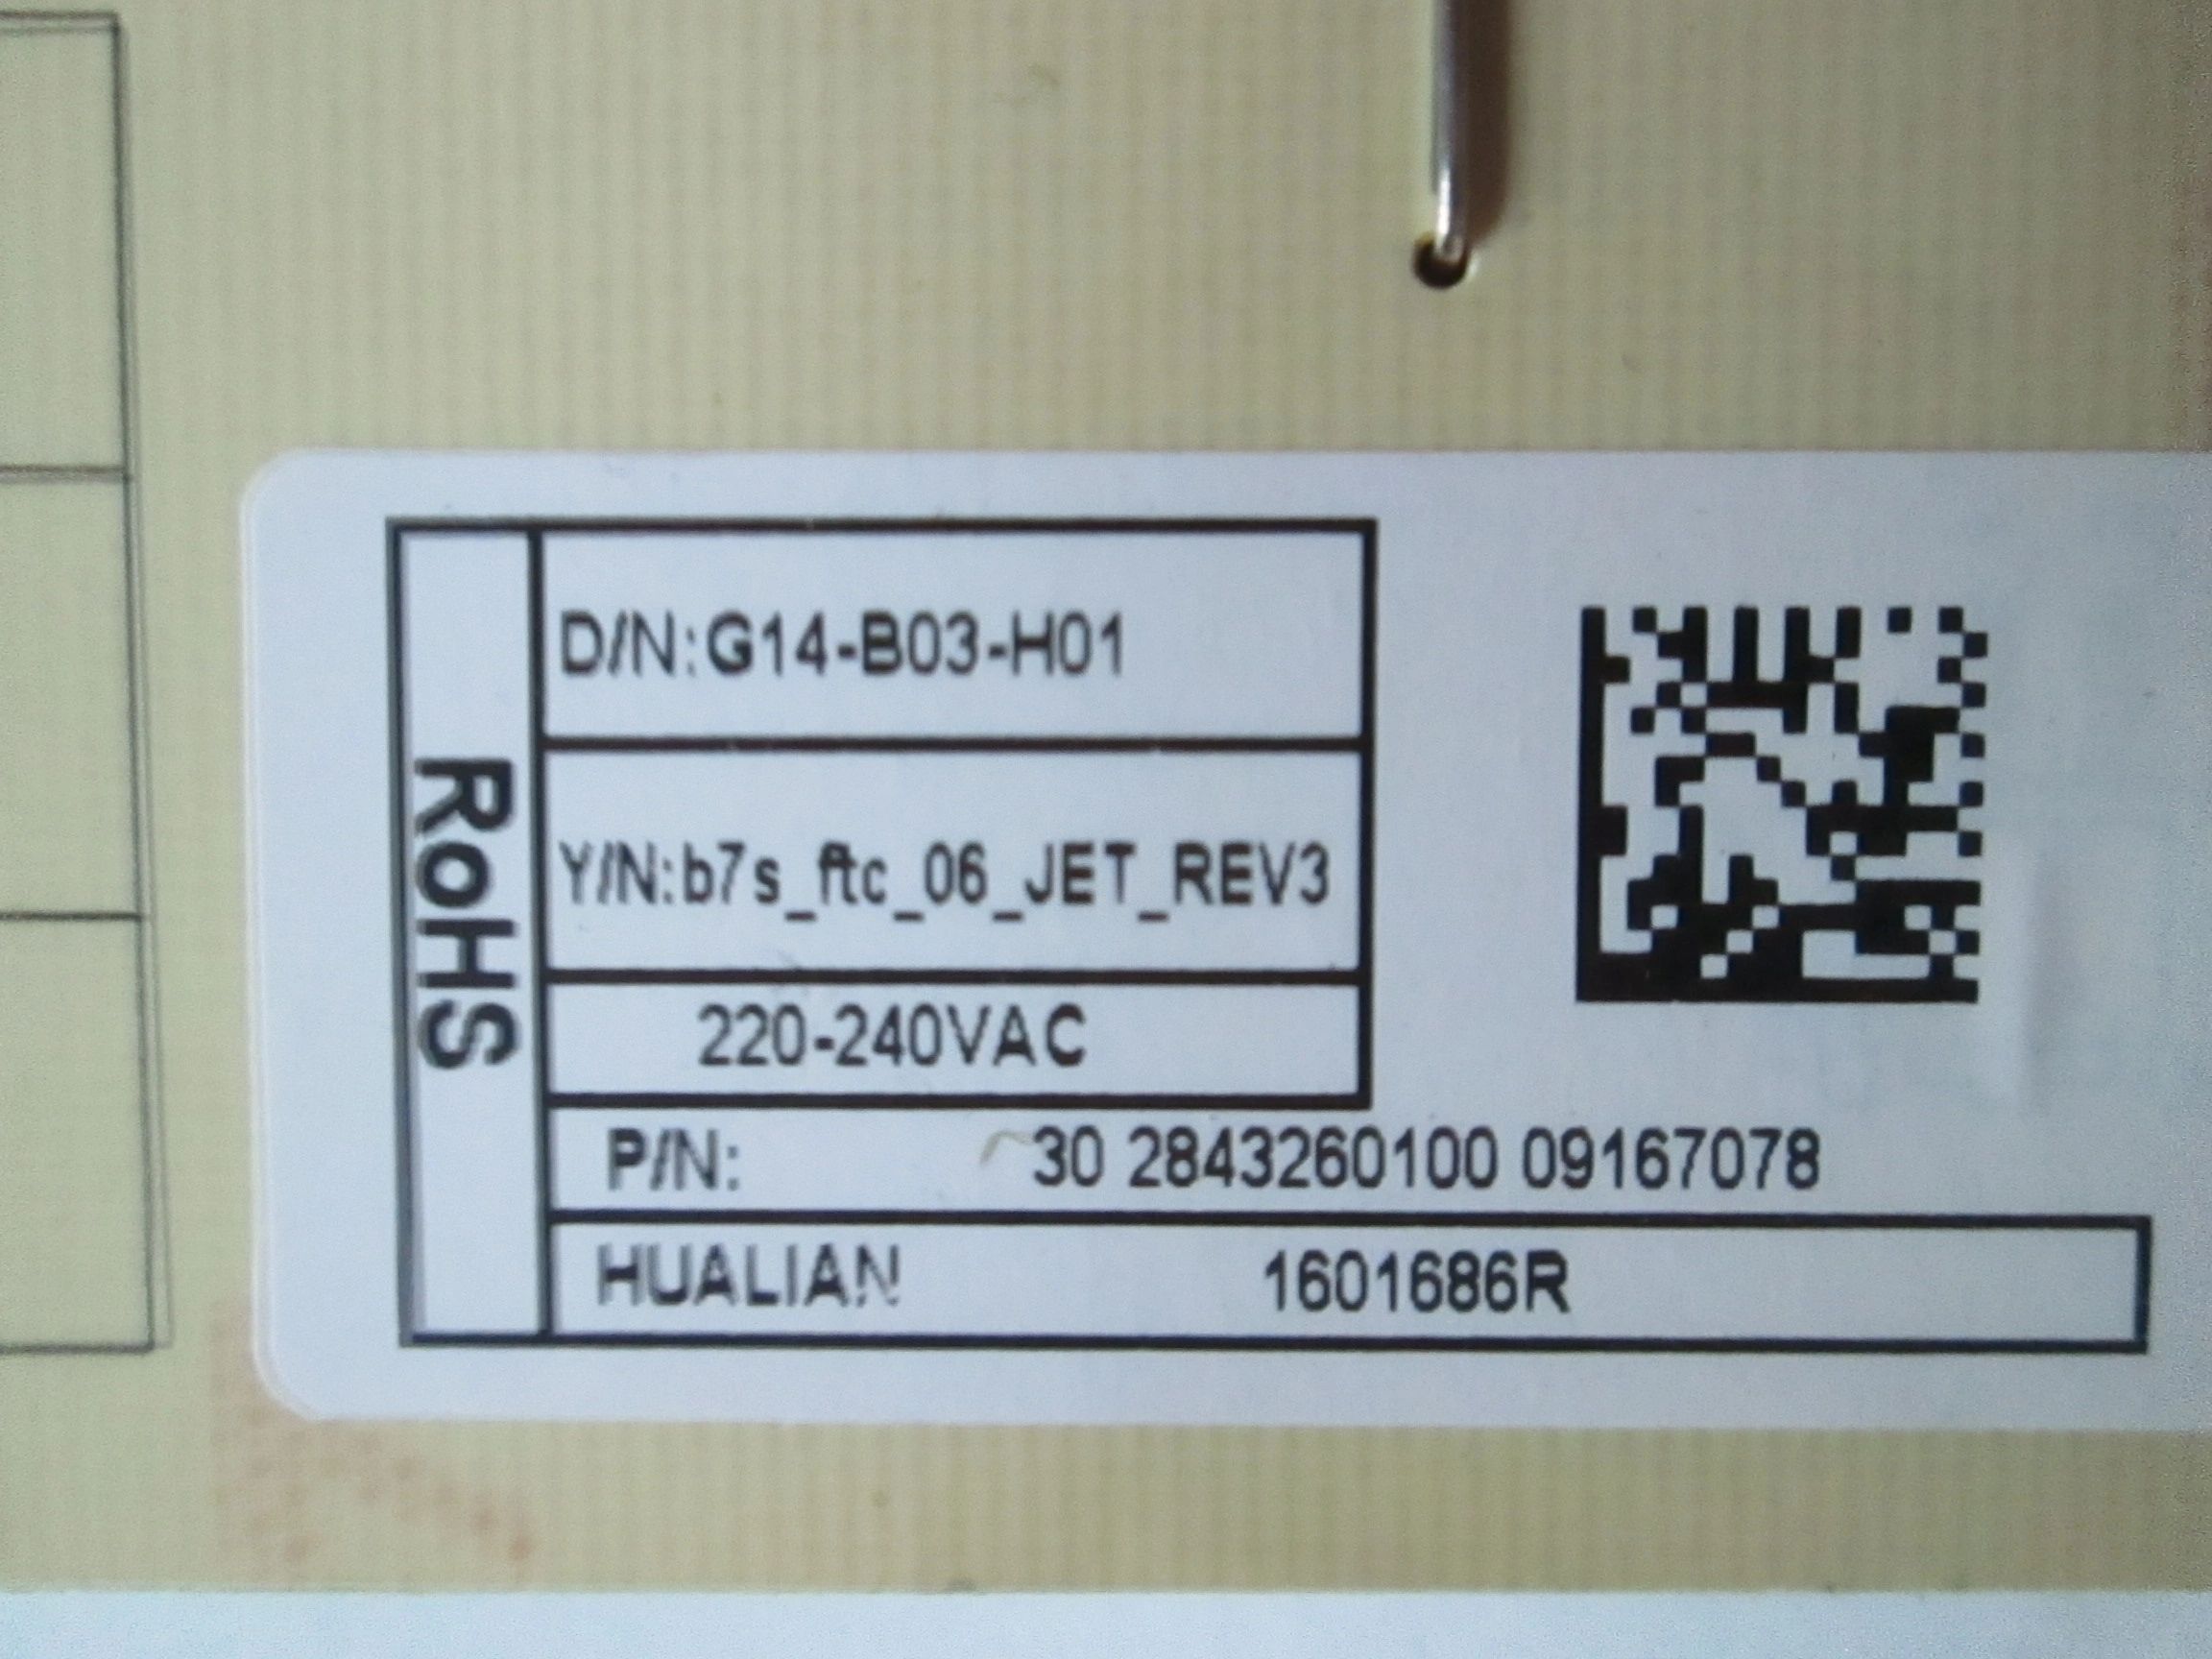 RoHS
D/N:G14-B03-H01
Y/N:b7s_ftc_06_JET_REV3
220-240VAC
P/N: 30 2843260100 09167078
HUALIAN 1601686R